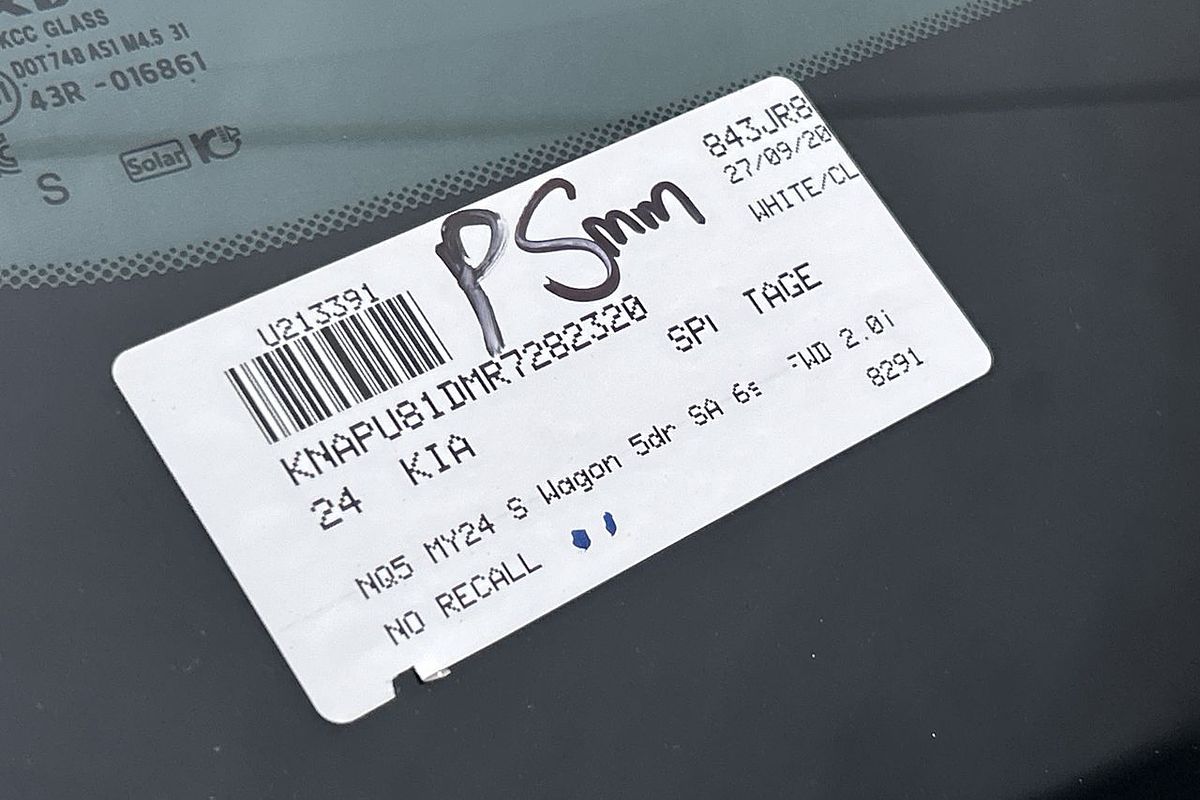 KCC GLASS
DOT748 AS1 M4.5 31
43R -016861
Solar
S
843JR8
27/09/20
WHITE/CL
PSmm
U213391
KNAPU81DMR7282320
24 KIA SPI TAGE
NQ5 MY24 S Wagon 5dr SA 6s FWD 2.0i
8291
NO RECALL